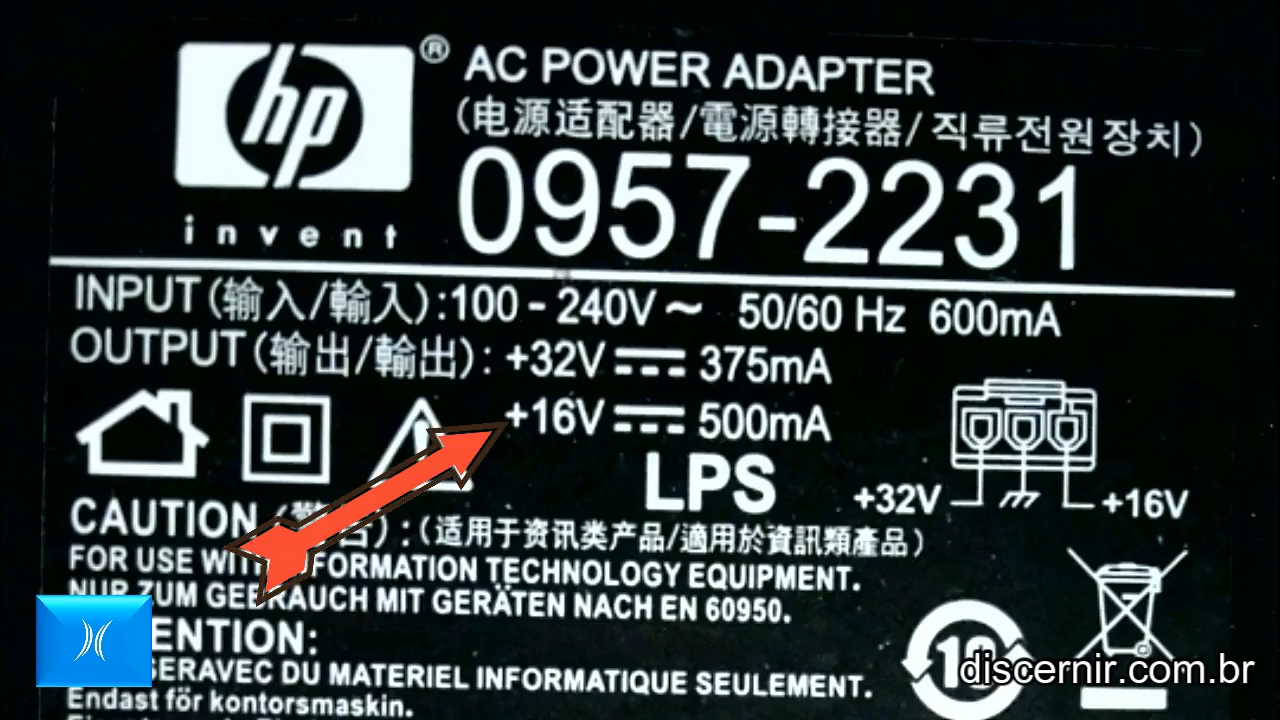 hp ® AC POWER ADAPTER
(电源适配器/電源轉接器/직류전원장치)
invent 0957-2231
INPUT(输入/輸入):100 - 240V ~ 50/60 Hz 600mA
OUTPUT(输出/輸出): +32V 375mA
+16V 500mA
LPS
+32V +16V
CAUTION ( ):(适用于资讯类产品/適用於資訊類產品)
FOR USE INFORMATION TECHNOLOGY EQUIPMENT.
NUR ZUM GEBRAUCH MIT GERÄTEN NACH EN 60950.
ENTION:
SERAVEC DU MATERIEL INFORMATIQUE SEULEMENT.
Endast för kontorsmaskin.
10
discernir.com.br